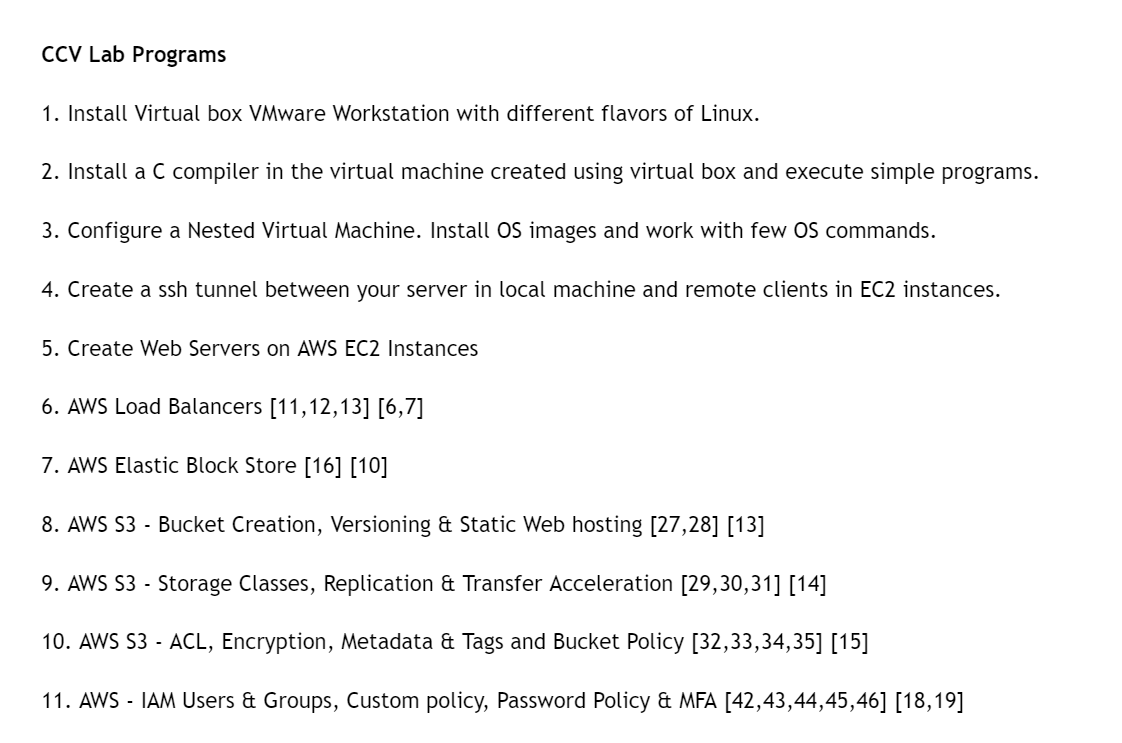 CCV Lab Programs
1. Install Virtual box VMware Workstation with different flavors of Linux.
2. Install a C compiler in the virtual machine created using virtual box and execute simple programs.
3. Configure a Nested Virtual Machine. Install OS images and work with few OS commands.
4. Create a ssh tunnel between your server in local machine and remote clients in EC2 instances.
5. Create Web Servers on AWS EC2 Instances
6. AWS Load Balancers [11,12,13] [6,7]
7. AWS Elastic Block Store [16] [10]
8. AWS S3 - Bucket Creation, Versioning & Static Web hosting [27,28] [13]
9. AWS S3 - Storage Classes, Replication & Transfer Acceleration [29,30,31] [14]
10. AWS S3 - ACL, Encryption, Metadata & Tags and Bucket Policy [32,33,34,35] [15]
11. AWS - IAM Users & Groups, Custom policy, Password Policy & MFA [42,43,44,45,46] [18,19]